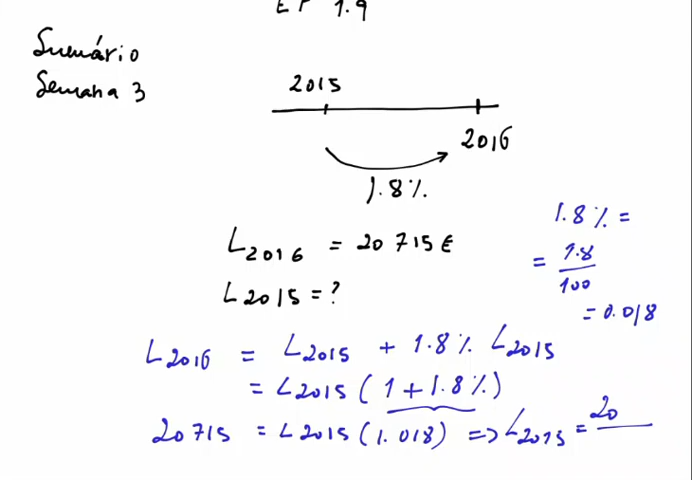 EP 1.9
Sumário
Semana 3
2015
2016
1.8%
L2016 = 20 715 €
L2015 = ?
1.8% =
= 1.8/100
= 0.018
L2016 = L2015 + 1.8% L2015
= L2015 (1 + 1.8%)
20715 = L2015 (1.018) => L2015 = 20